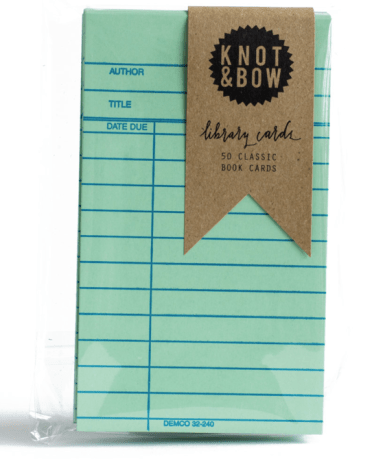 KNOT
&BOW
library cards
50 CLASSIC
BOOK CARDS
AUTHOR
TITLE
DATE DUE
DEMCO 32-240